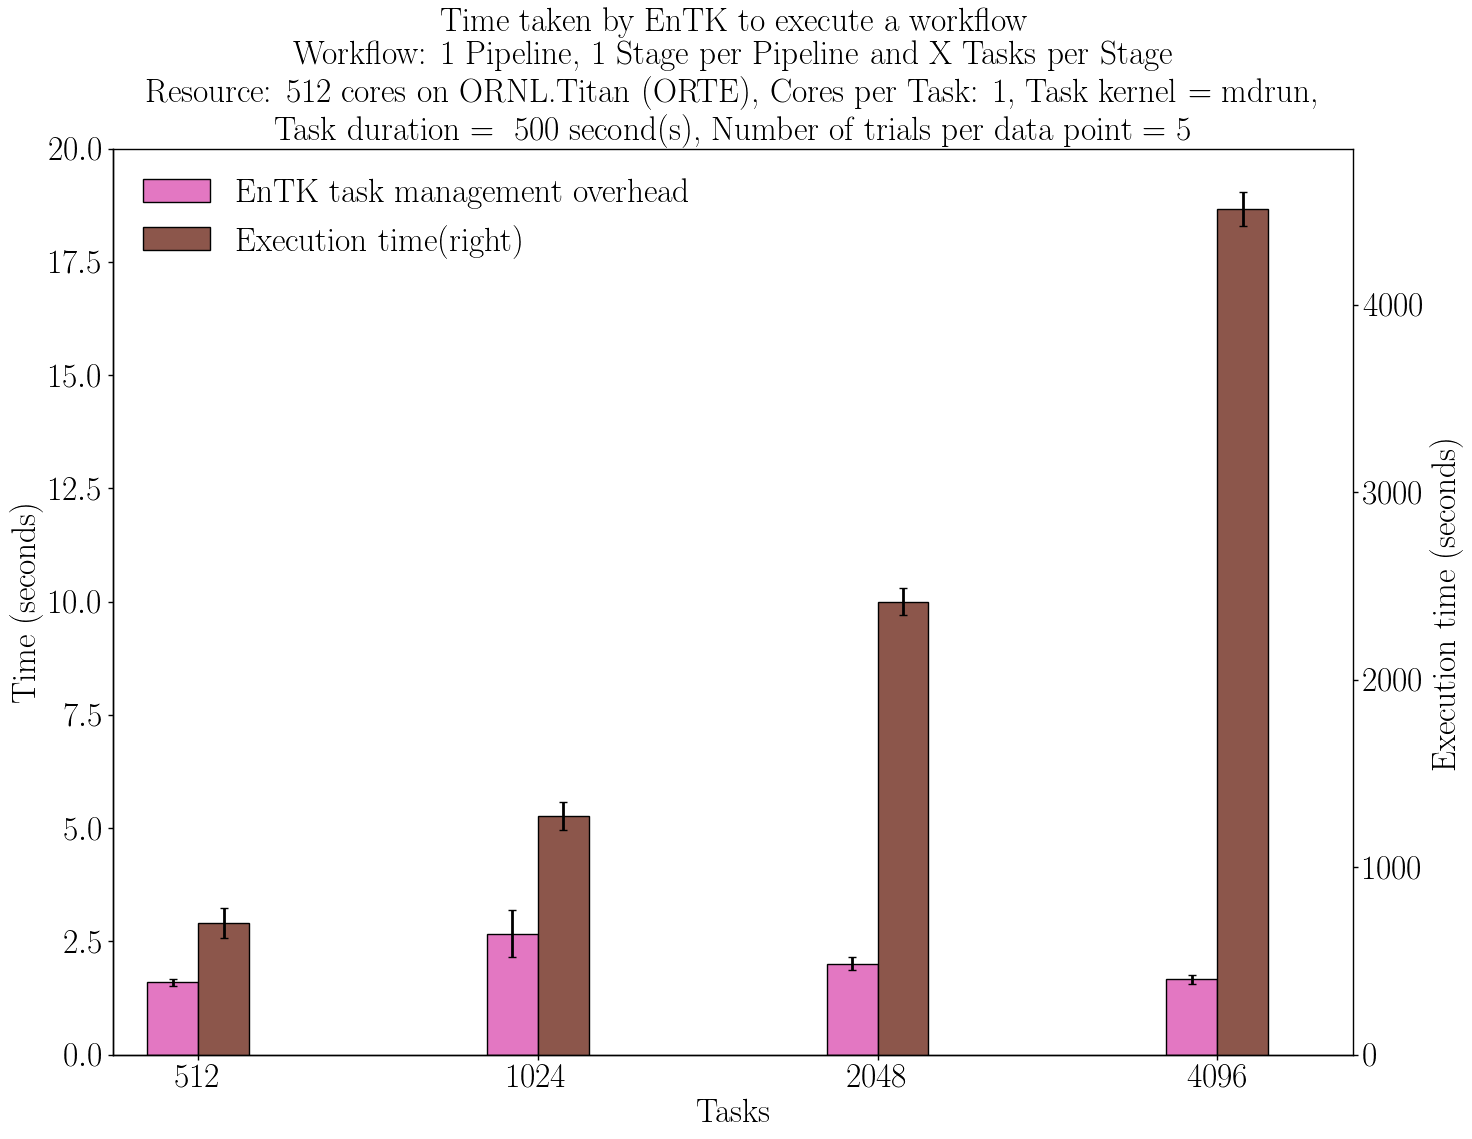 Time taken by EnTK to execute a workflow
Workflow: 1 Pipeline, 1 Stage per Pipeline and X Tasks per Stage
Resource: 512 cores on ORNL.Titan (ORTE), Cores per Task: 1, Task kernel = mdrun,
Task duration = 500 second(s), Number of trials per data point = 5
EnTK task management overhead
Execution time(right)
20.0
17.5
15.0
12.5
10.0
7.5
5.0
2.5
0.0
Time (seconds)
4000
3000
2000
1000
0
Execution time (seconds)
512
1024
2048
4096
Tasks